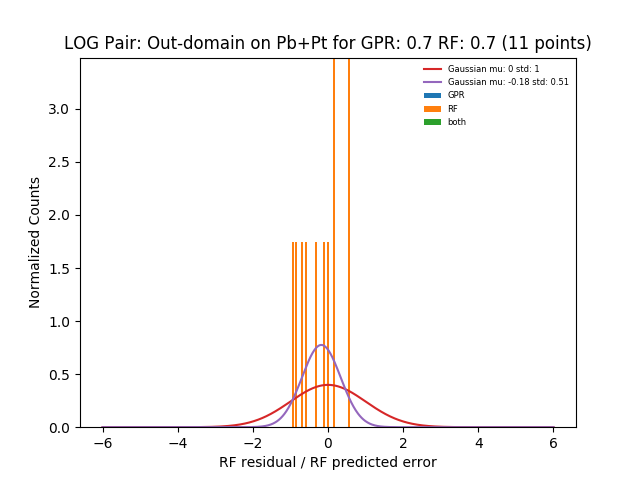 LOG Pair: Out-domain on Pb+Pt for GPR: 0.7 RF: 0.7 (11 points)
Gaussian mu: 0 std: 1
Gaussian mu: -0.18 std: 0.51
GPR
RF
both
Normalized Counts
3.0
2.5
2.0
1.5
1.0
0.5
0.0
−6 −4 −2 0 2 4 6
RF residual / RF predicted error